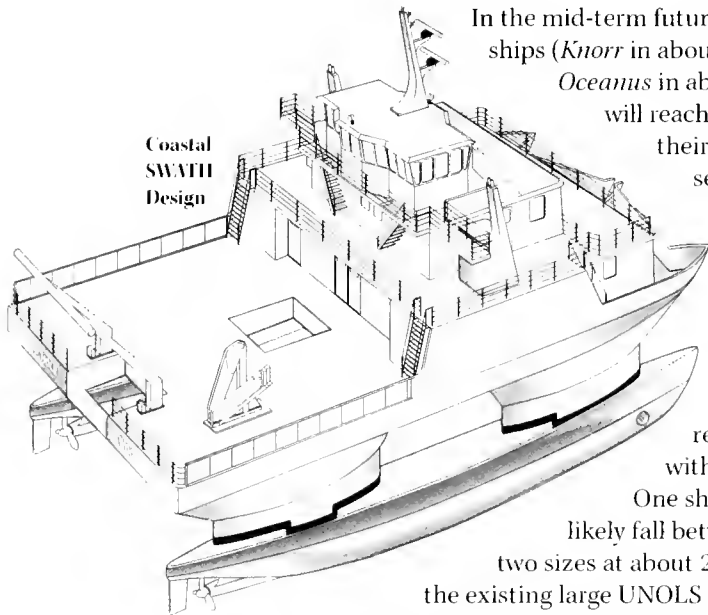 In the mid-term futur
ships (Knorr in abou
Oceanus in ab
will reach
their
se
Coastal
SWATH
Design
re
with
One sh
likely fall bet
two sizes at about 2
the existing large UNOLS